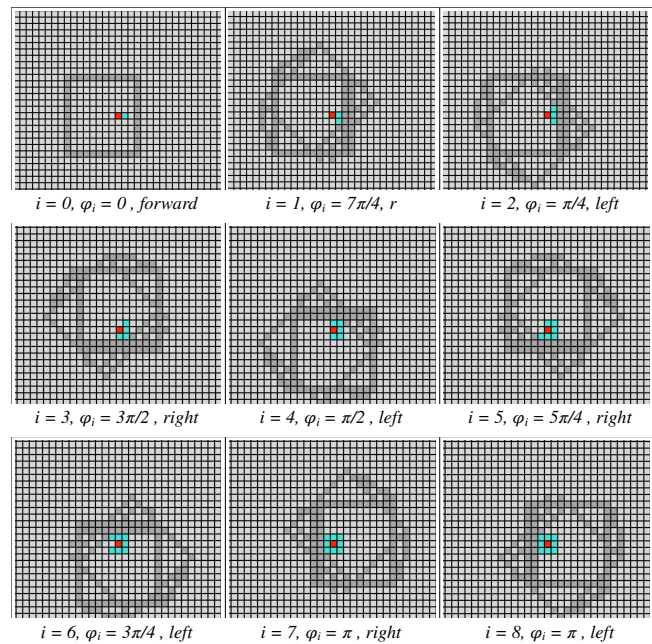 i = 0, φi = 0 , forward
i = 1, φi = 7π/4, r
i = 2, φi = π/4, left
i = 3, φi = 3π/2 , right
i = 4, φi = π/2 , left
i = 5, φi = 5π/4 , right
i = 6, φi = 3π/4 , left
i = 7, φi = π , right
i = 8, φi = π , left